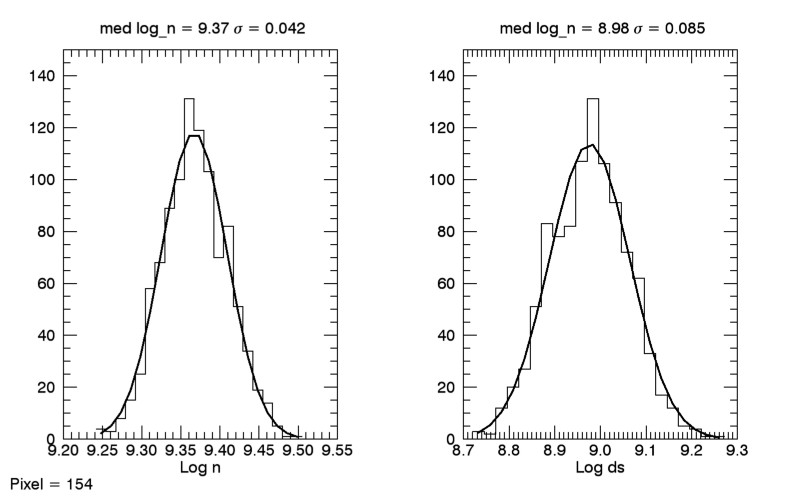 med log_n = 9.37 σ = 0.042
med log_n = 8.98 σ = 0.085
140
120
100
80
60
40
20
0
9.20 9.25 9.30 9.35 9.40 9.45 9.50 9.55
Log n
140
120
100
80
60
40
20
0
8.7 8.8 8.9 9.0 9.1 9.2 9.3
Log ds
Pixel = 154